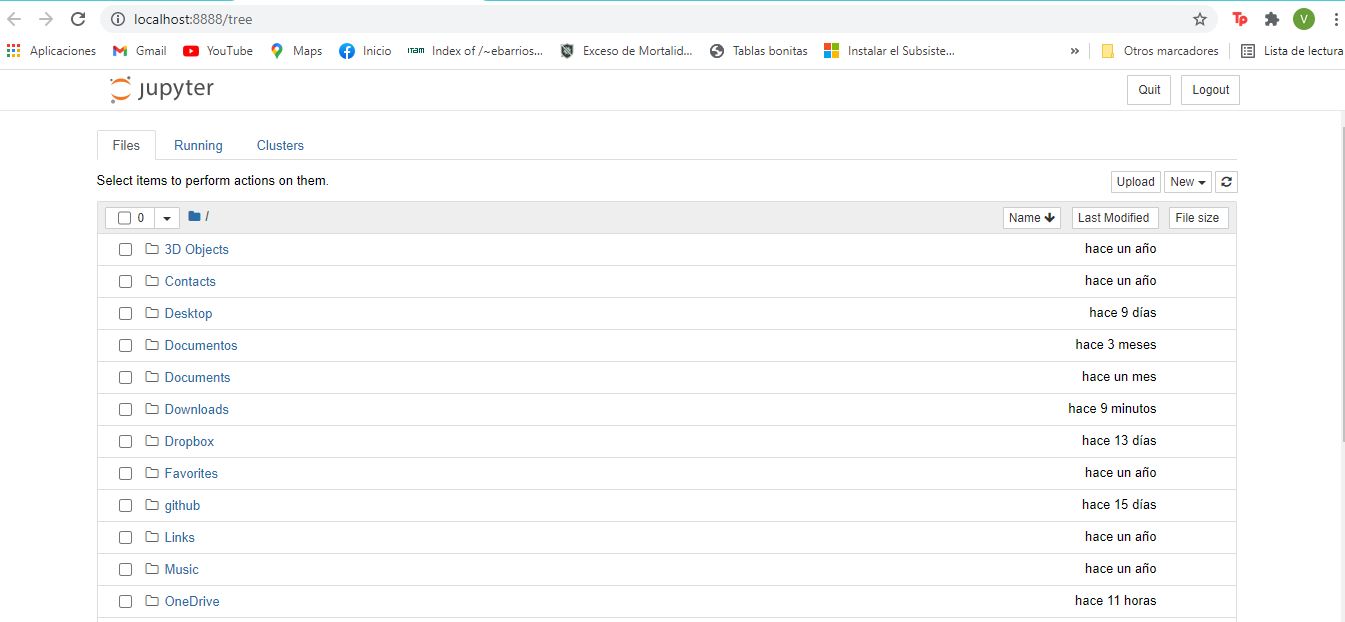 localhost:8888/tree
Tp
V
Aplicaciones Gmail YouTube Maps Inicio ITAM Index of /~ebarrios... Exceso de Mortalid... Tablas bonitas Instalar el Subsiste... » Otros marcadores Lista de lectura
jupyter Quit Logout
Files Running Clusters
Select items to perform actions on them. Upload New
0 / Name Last Modified File size
3D Objects hace un año
Contacts hace un año
Desktop hace 9 días
Documentos hace 3 meses
Documents hace un mes
Downloads hace 9 minutos
Dropbox hace 13 días
Favorites hace un año
github hace 15 días
Links hace un año
Music hace un año
OneDrive hace 11 horas